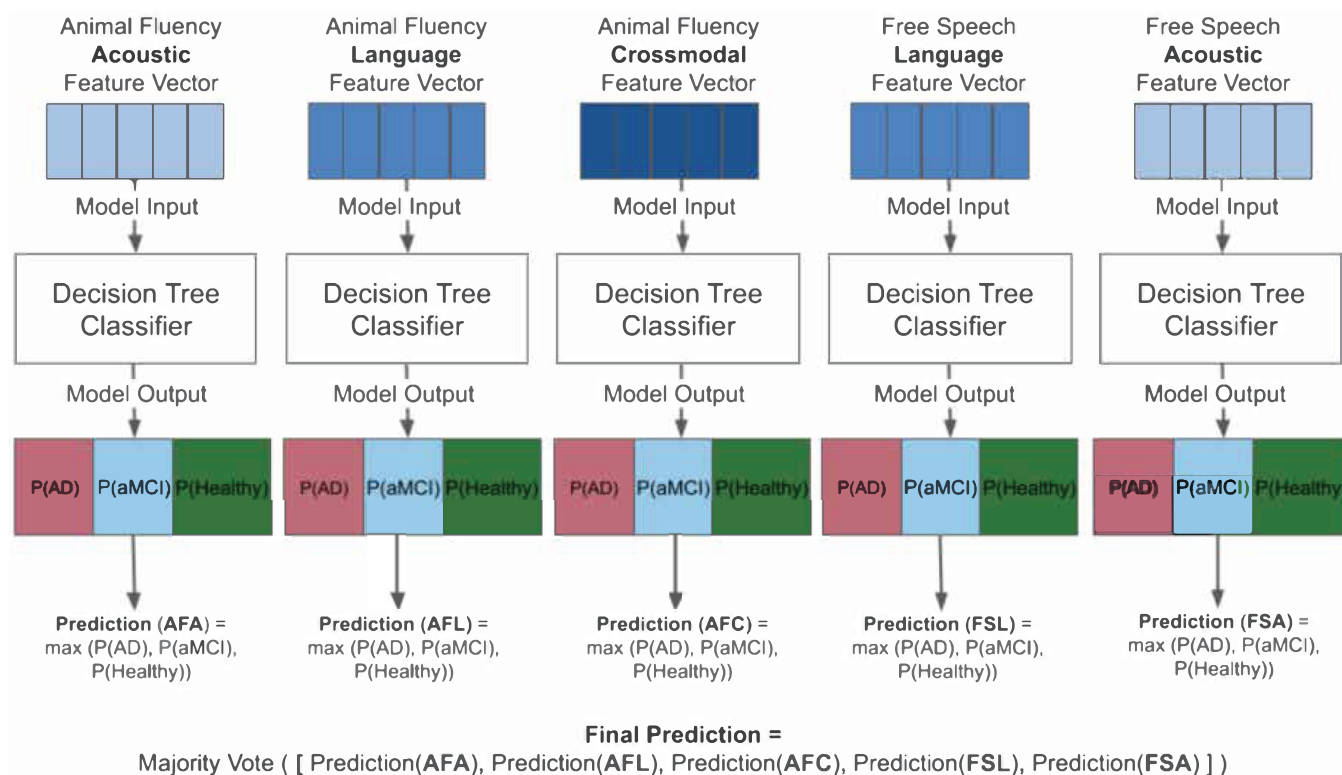 Animal Fluency
Acoustic
Feature Vector
Animal Fluency
Language
Feature Vector
Animal Fluency
Crossmodal
Feature Vector
Free Speech
Language
Feature Vector
Free Speech
Acoustic
Feature Vector
Model Input
Model Input
Model Input
Model Input
Model Input
Decision Tree
Classifier
Decision Tree
Classifier
Decision Tree
Classifier
Decision Tree
Classifier
Decision Tree
Classifier
Model Output
Model Output
Model Output
Model Output
Model Output
P(AD) P(aMCI) P(Healthy)
P(AD) P(aMCI) P(Healthy)
P(AD) P(aMCI) P(Healthy)
P(AD) P(aMCI) P(Healthy)
P(AD) P(aMCI) P(Healthy)
Prediction (AFA) =
max (P(AD), P(aMCI),
P(Healthy))
Prediction (AFL) =
max (P(AD), P(aMCI),
P(Healthy))
Prediction (AFC) =
max (P(AD), P(aMCI),
P(Healthy))
Prediction (FSL) =
max (P(AD), P(aMCI),
P(Healthy))
Prediction (FSA) =
max (P(AD), P(aMCI),
P(Healthy))
Final Prediction =
Majority Vote ( [ Prediction(AFA), Prediction(AFL), Prediction(AFC), Prediction(FSL), Prediction(FSA) ] )